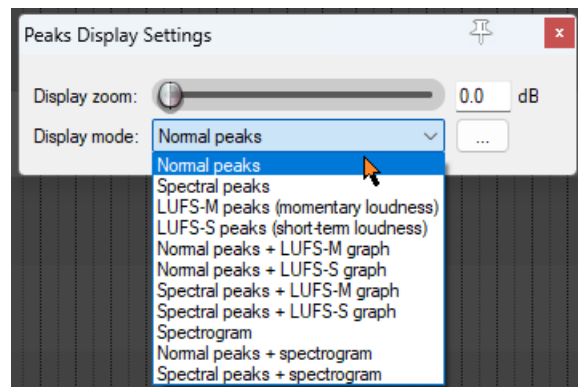 Peaks Display Settings
x
Display zoom: 0.0 dB
Display mode: Normal peaks ...
Normal peaks
Spectral peaks
LUFS-M peaks (momentary loudness)
LUFS-S peaks (short-term loudness)
Normal peaks + LUFS-M graph
Normal peaks + LUFS-S graph
Spectral peaks + LUFS-M graph
Spectral peaks + LUFS-S graph
Spectrogram
Normal peaks + spectrogram
Spectral peaks + spectrogram